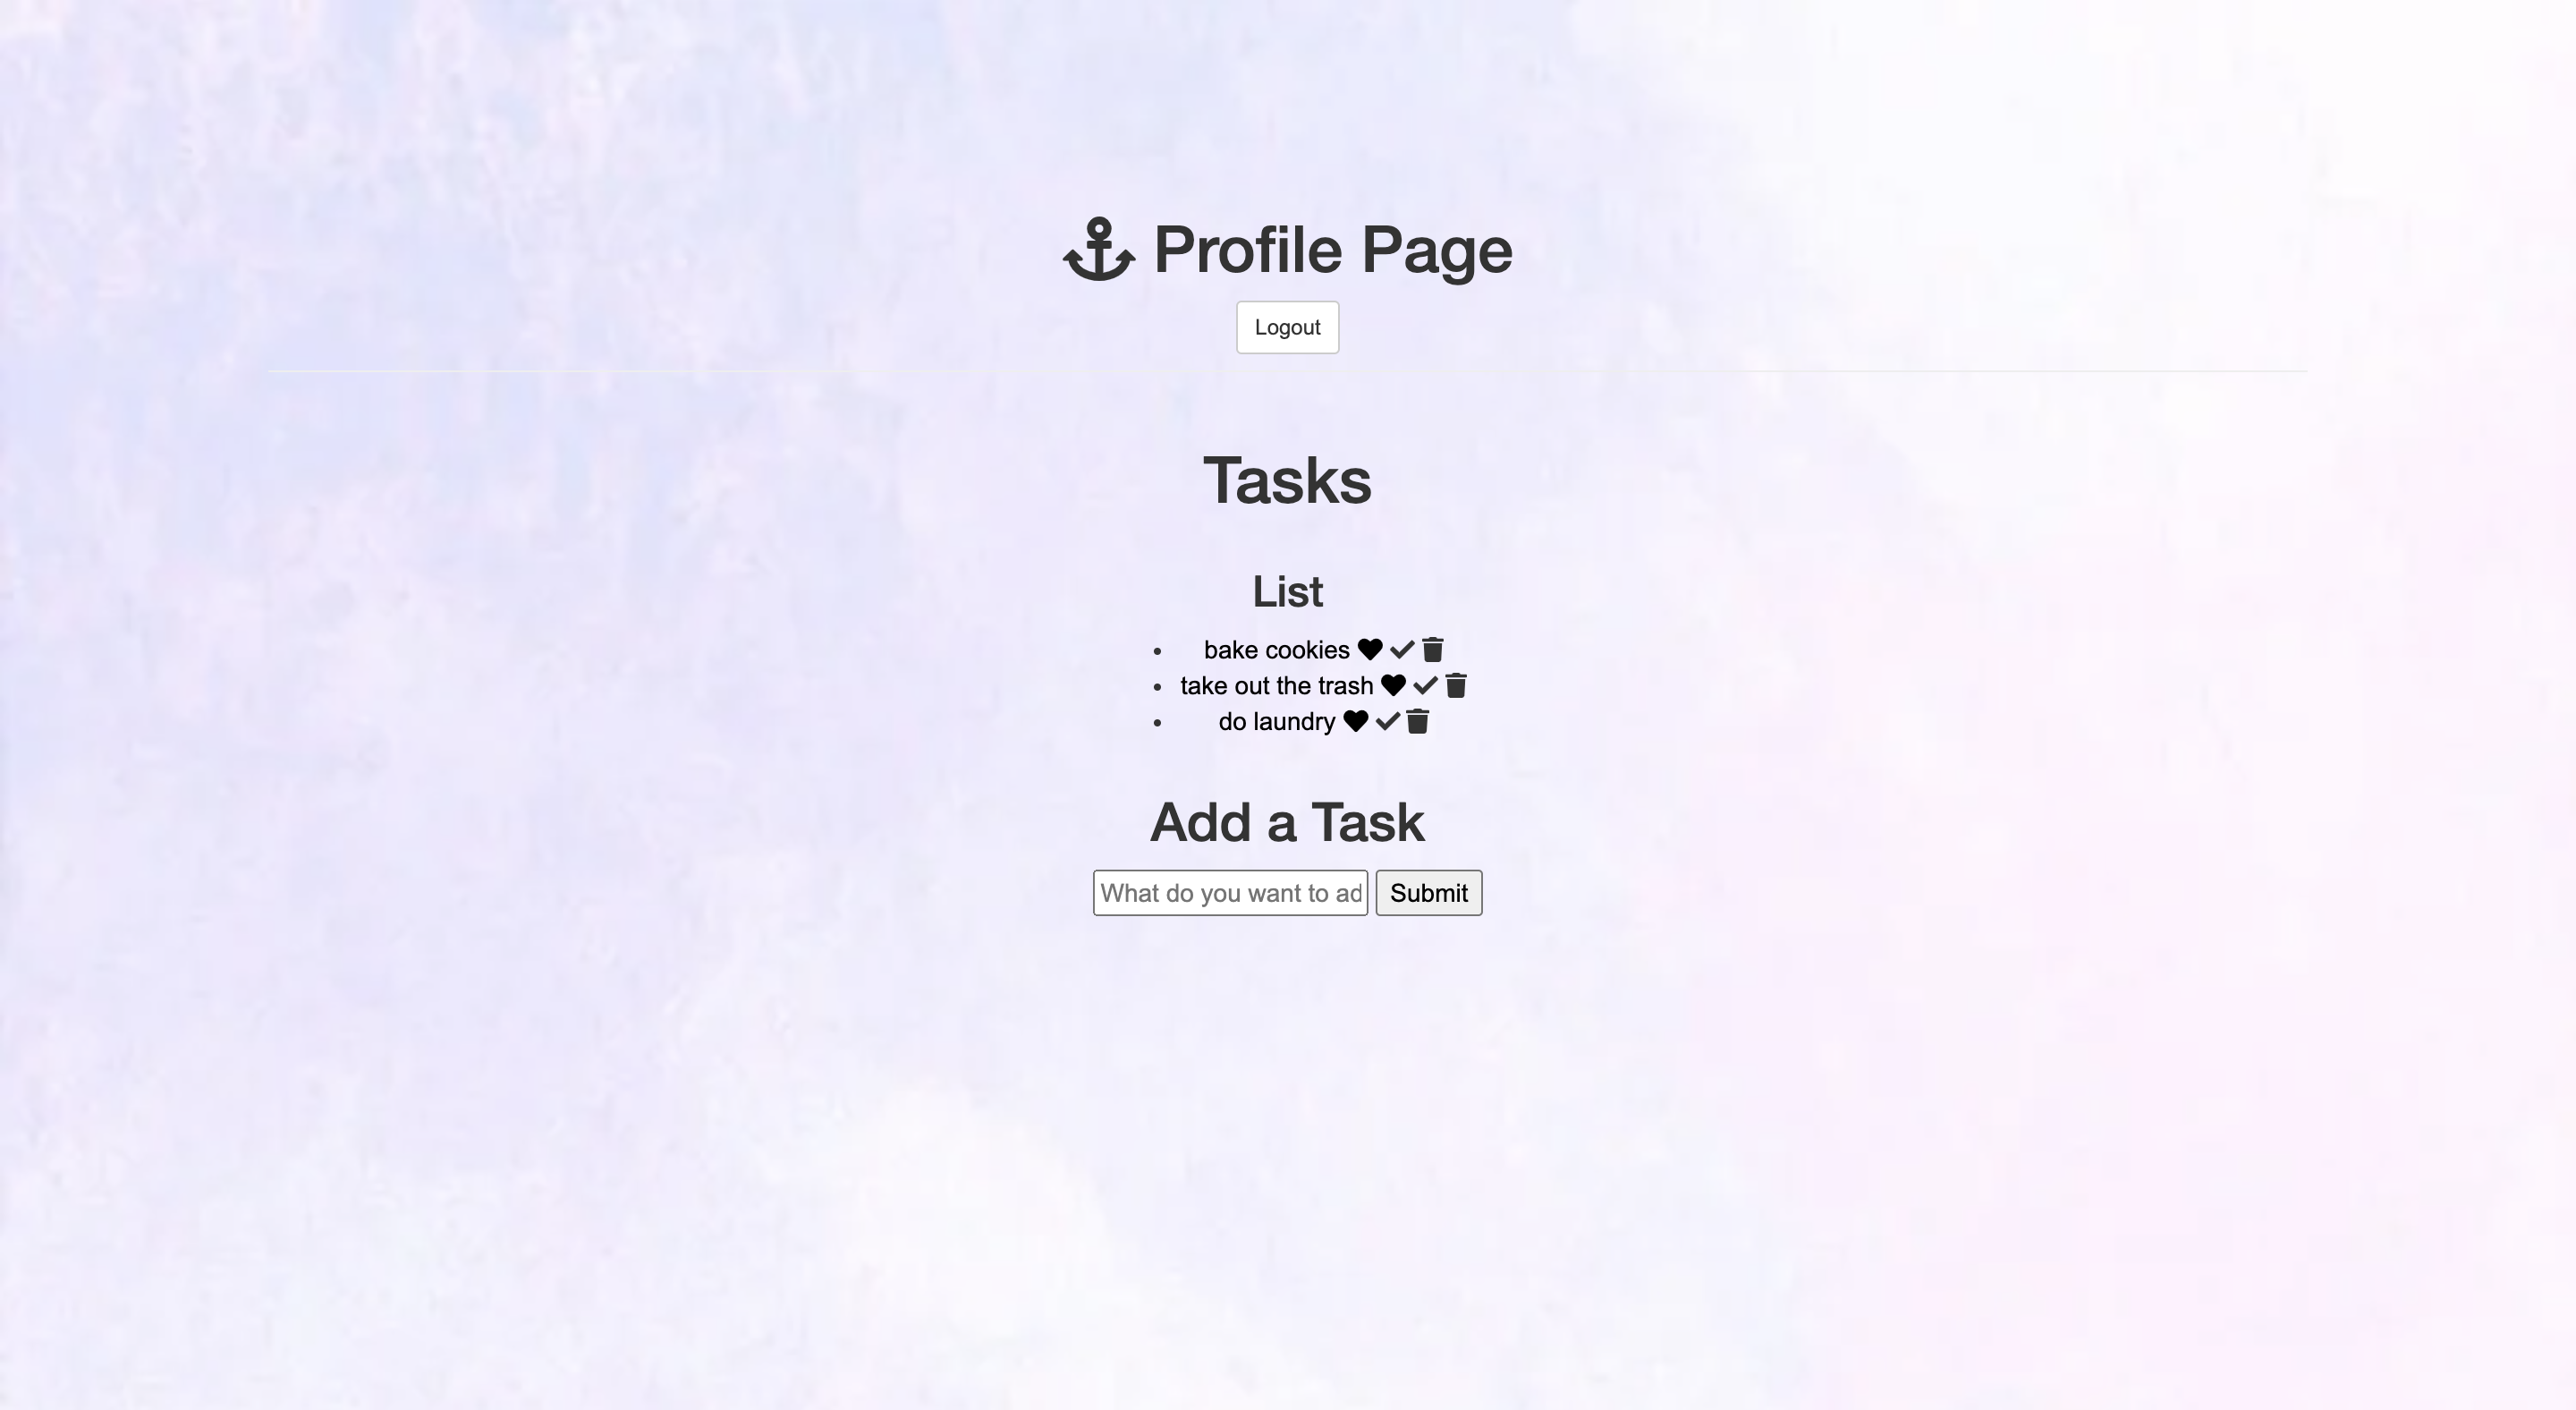 Profile Page
Logout
Tasks
List
bake cookies
take out the trash
do laundry
Add a Task
What do you want to ad
Submit